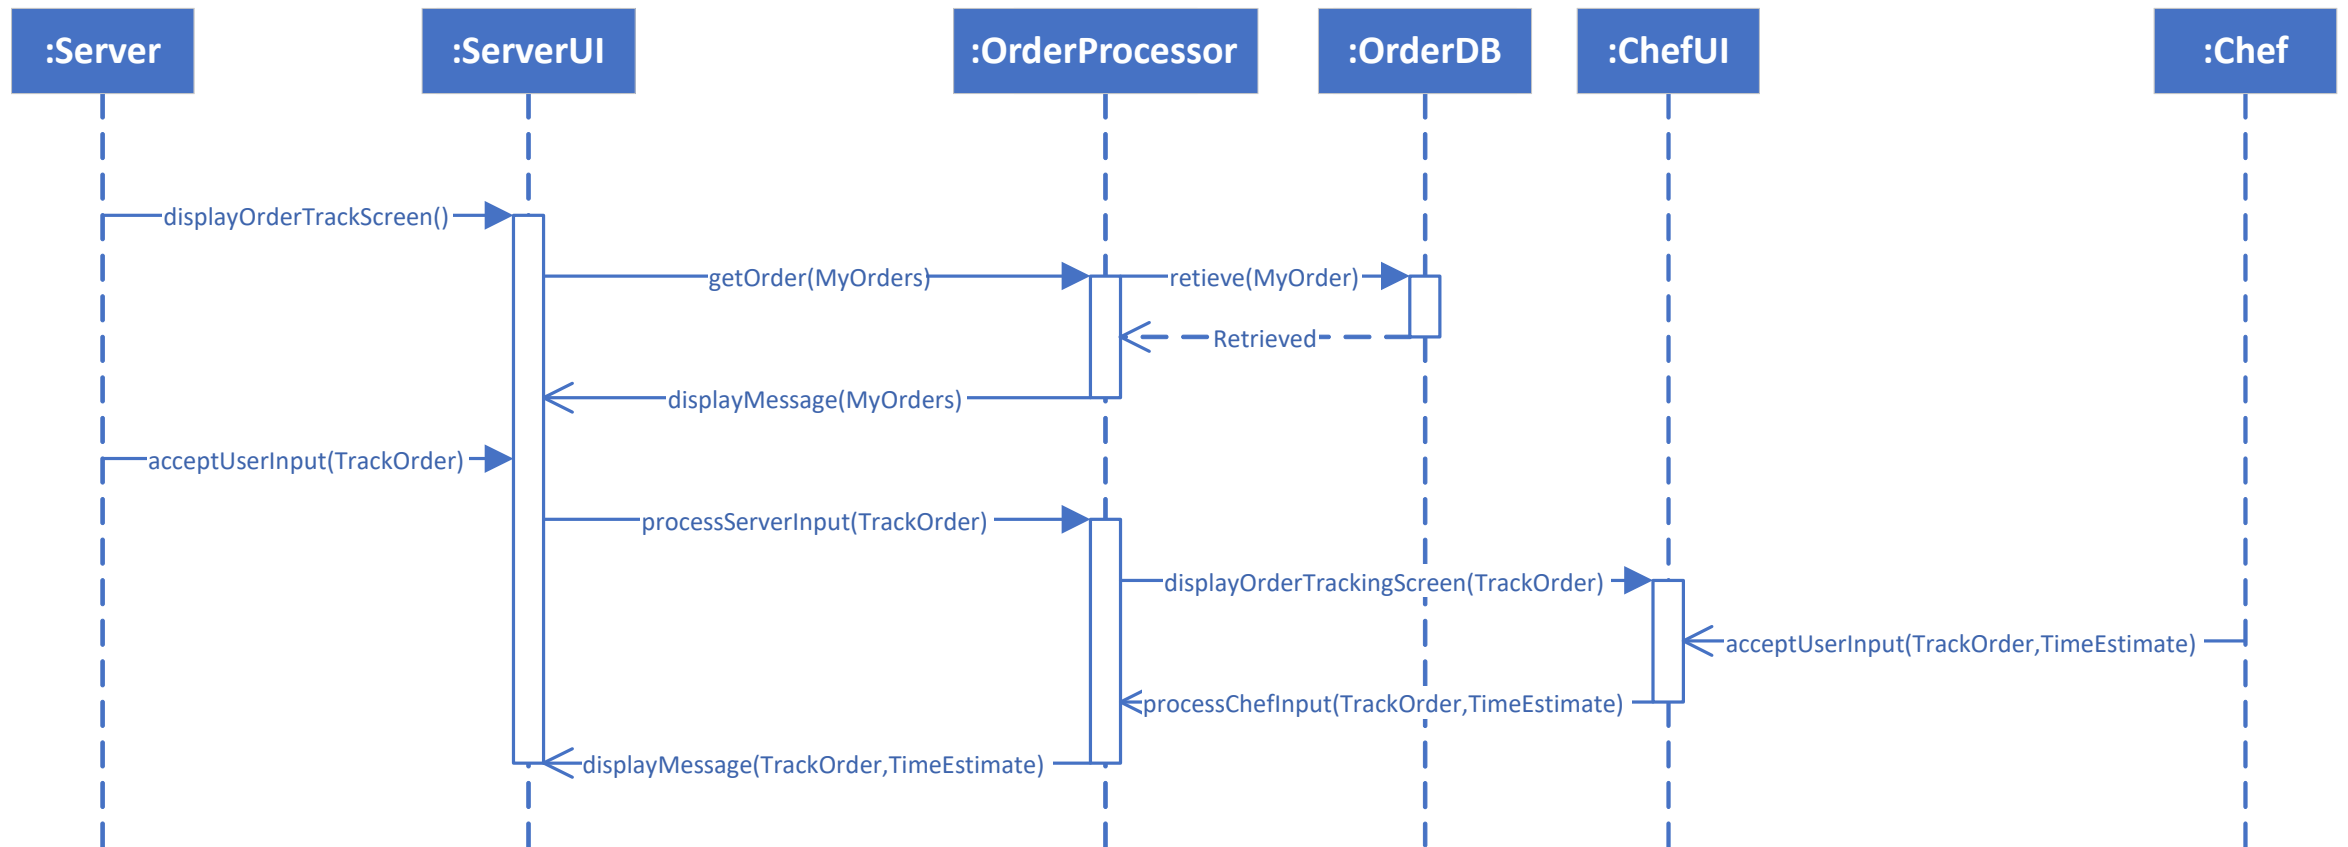 :Server
:ServerUI
:OrderProcessor
:OrderDB
:ChefUI
:Chef
displayOrderTrackScreen()
getOrder(MyOrders)
retieve(MyOrder)
Retrieved
displayMessage(MyOrders)
acceptUserInput(TrackOrder)
processServerInput(TrackOrder)
displayOrderTrackingScreen(TrackOrder)
acceptUserInput(TrackOrder,TimeEstimate)
processChefInput(TrackOrder,TimeEstimate)
displayMessage(TrackOrder,TimeEstimate)